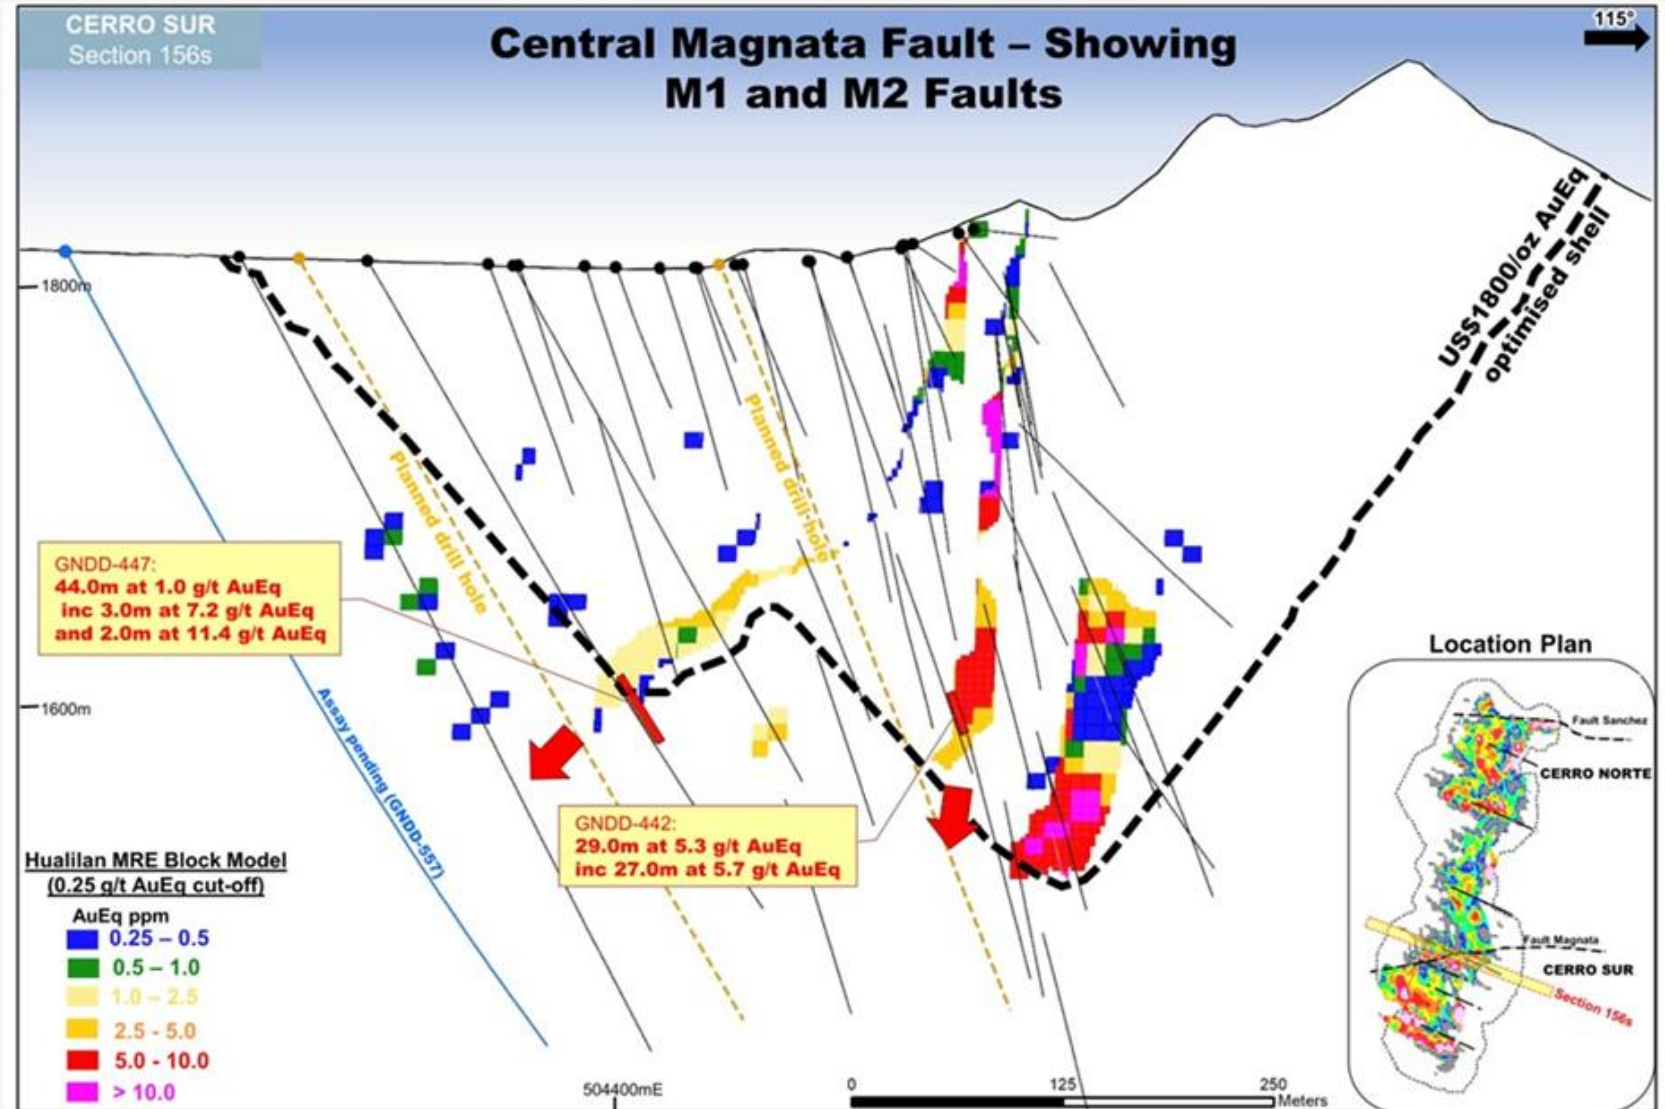 CERRO SUR
Section 156s
Central Magnata Fault – Showing
M1 and M2 Faults
115°
1800m
1600m
US$1800/oz AuEq
optimised shell
Planned drill hole
Planned drill hole
GNDD-447:
44.0m at 1.0 g/t AuEq
inc 3.0m at 7.2 g/t AuEq
and 2.0m at 11.4 g/t AuEq
Assay pending (GNDD-557)
GNDD-442:
29.0m at 5.3 g/t AuEq
inc 27.0m at 5.7 g/t AuEq
Hualilan MRE Block Model
(0.25 g/t AuEq cut-off)
AuEq ppm
0.25 – 0.5
0.5 – 1.0
1.0 – 2.5
2.5 - 5.0
5.0 - 10.0
> 10.0
504400mE
0 125 250
Meters
Location Plan
Fault Sanchez
CERRO NORTE
Fault Magnata
CERRO SUR
Section 156s